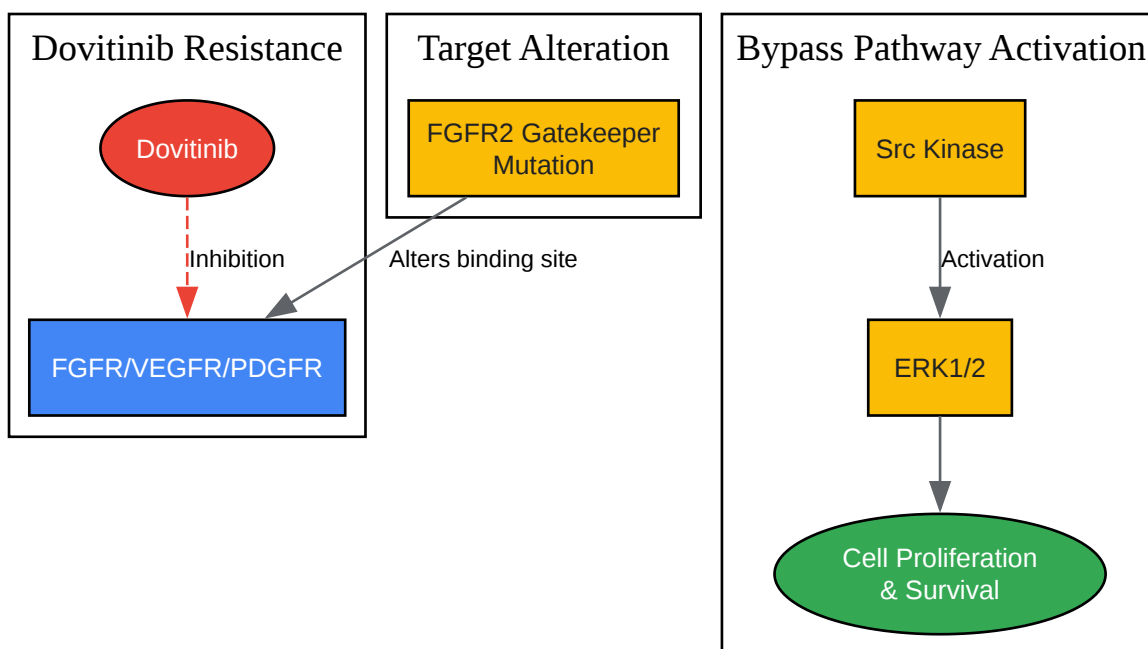 Dovitinib Resistance
Dovitinib
Inhibition
FGFR/VEGFR/PDGFR
Target Alteration
FGFR2 Gatekeeper
Mutation
Alters binding site
Bypass Pathway Activation
Src Kinase
Activation
ERK1/2
Cell Proliferation
& Survival